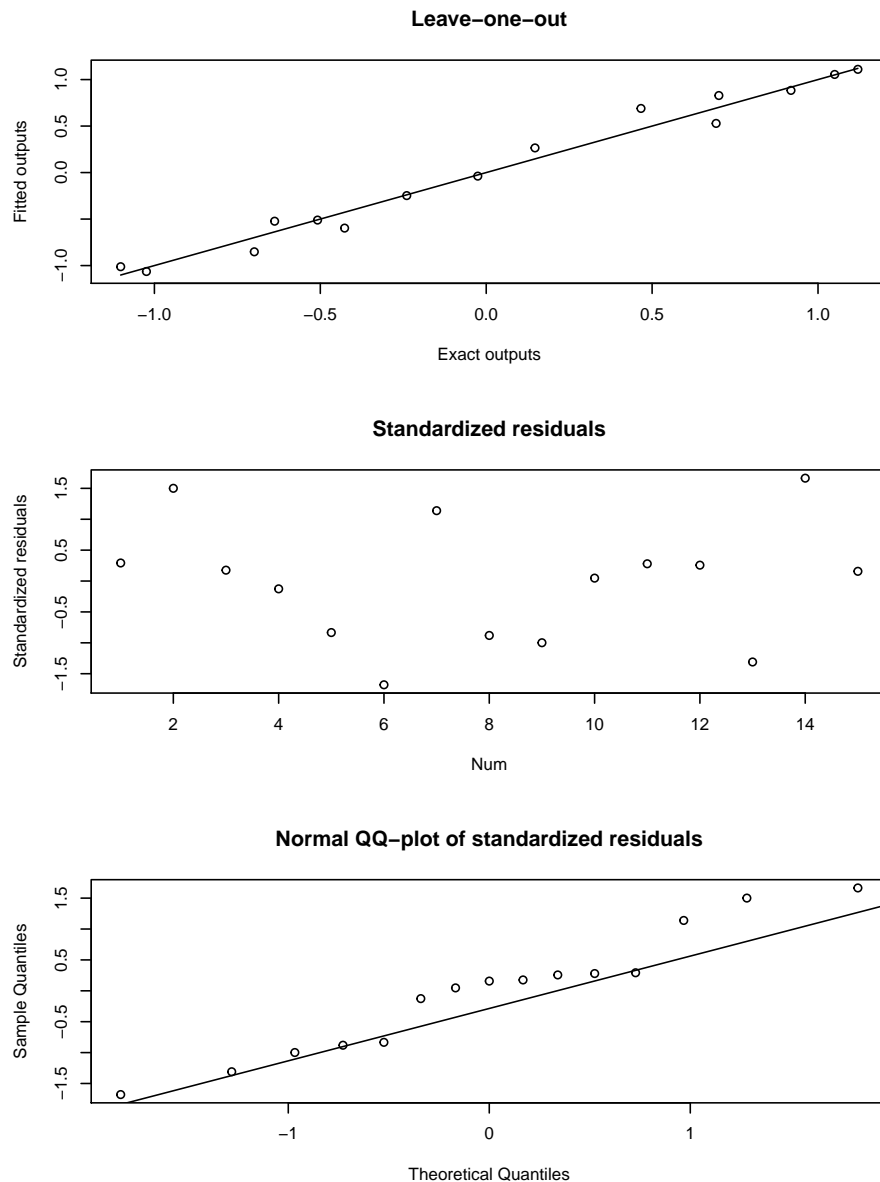 Leave−one−out
1.0
0.5
0.0
−1.0
Fitted outputs
−1.0 −0.5 0.0 0.5 1.0
Exact outputs
Standardized residuals
1.5
0.5
−0.5
−1.5
Standardized residuals
2 4 6 8 10 12 14
Num
Normal QQ−plot of standardized residuals
1.5
0.5
−0.5
−1.5
Sample Quantiles
−1 0 1
Theoretical Quantiles